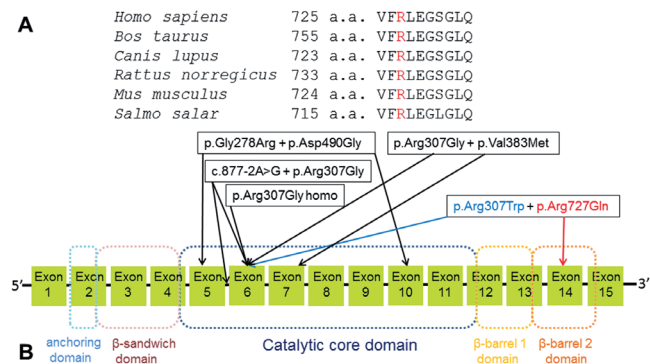 A
Homo sapiens 725 a.a. VFRLEGSGLQ
Bos taurus 755 a.a. VFRLEGSGLQ
Canis lupus 723 a.a. VFRLEGSGLQ
Rattus norregicus 733 a.a. VFRLEGSGLQ
Mus musculus 724 a.a. VFRLEGSGLQ
Salmo salar 715 a.a. VFRLEGLGLQ
p.Gly278Arg + p.Asp490Gly
p.Arg307Gly + p.Val383Met
c.877-2A>G + p.Arg307Gly
p.Arg307Gly homo
p.Arg307Trp + p.Arg727Gln
5′ Exon 1 Exon 2 Exon 3 Exon 4 Exon 5 Exon 6 Exon 7 Exon 8 Exon 9 Exon 10 Exon 11 Exon 12 Exon 13 Exon 14 Exon 15 3′
anchoring domain
β-sandwich domain
Catalytic core domain
β-barrel 1 domain
β-barrel 2 domain
B